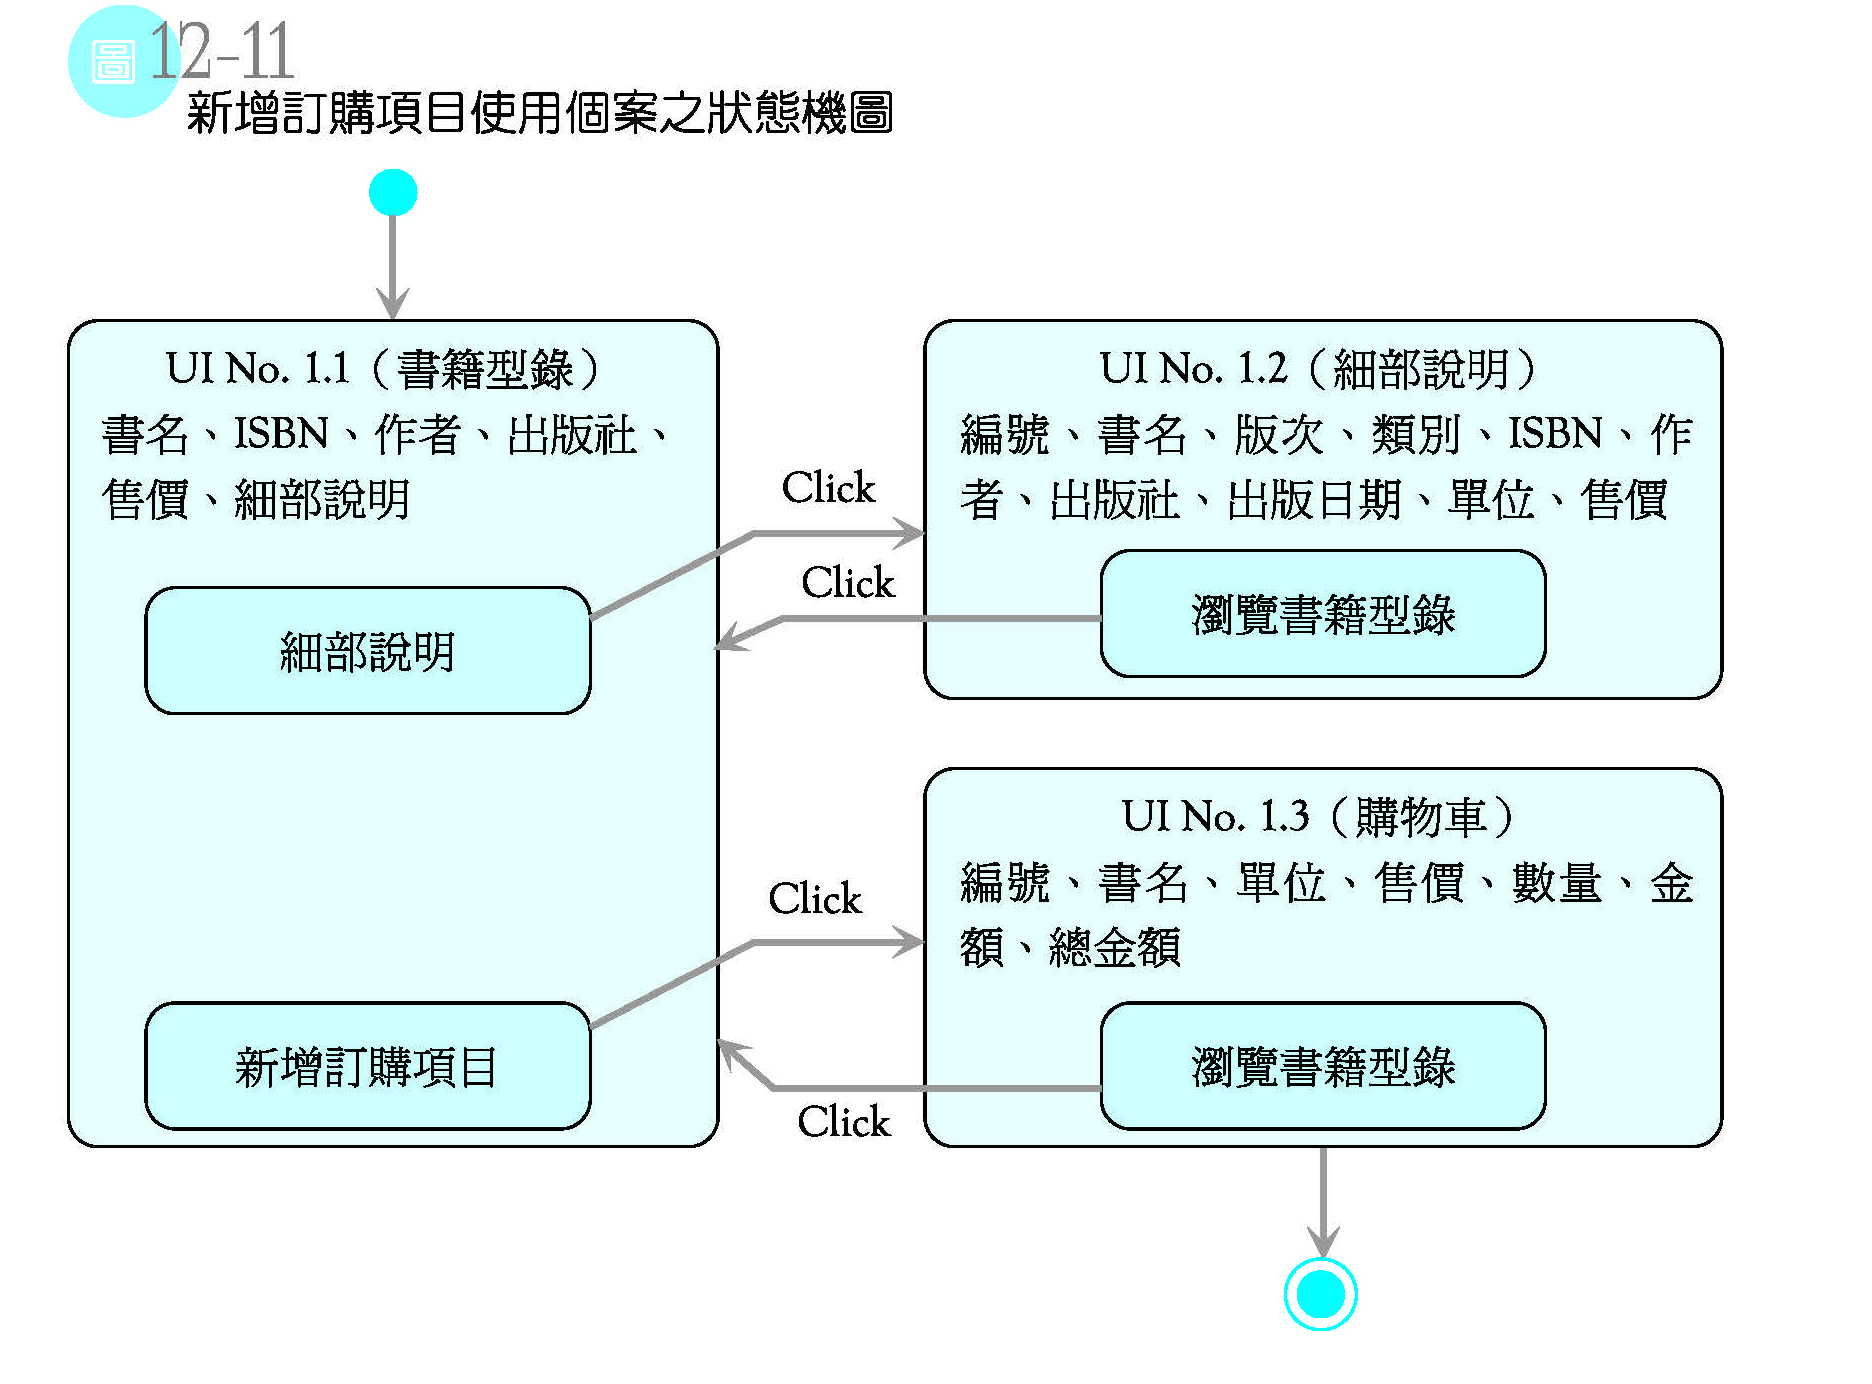 圖 12-11
新增訂購項目使用個案之狀態機圖
UI No. 1.1（書籍型錄）
書名、ISBN、作者、出版社、
售價、細部說明
細部說明
新增訂購項目
Click
Click
UI No. 1.2（細部說明）
編號、書名、版次、類別、ISBN、作
者、出版社、出版日期、單位、售價
瀏覽書籍型錄
Click
Click
UI No. 1.3（購物車）
編號、書名、單位、售價、數量、金
額、總金額
瀏覽書籍型錄